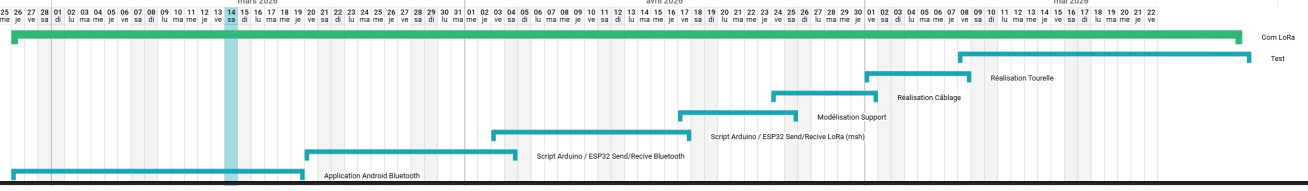 mars 2026 avril 2026 mai 2026
25 26 27 28 01 02 03 04 05 06 07 08 09 10 11 12 13 14 15 16 17 18 19 20 21 22 23 24 25 26 27 28 29 30 31 01 02 03 04 05 06 07 08 09 10 11 12 13 14 15 16 17 18 19 20 21 22 23 24 25 26 27 28 29 30 01 02 03 04 05 06 07 08 09 10 11 12 13 14 15 16 17 18 19 20 21 22
me je ve sa di lu ma me je ve sa di lu ma me je ve sa di lu ma me je ve sa di lu ma me je ve sa di lu ma me je ve sa di lu ma me je ve sa di lu ma me je ve sa di lu ma me je ve sa di lu ma me je ve sa di lu ma me je ve sa di lu ma me je ve sa di lu ma me je ve
Com LoRa
Test
Réalisation Tourelle
Réalisation Câblage
Modélisation Support
Script Arduino / ESP32 Send/Recive LoRa (msh)
Script Arduino / ESP32 Send/Recive Bluetooth
Application Android Bluetooth